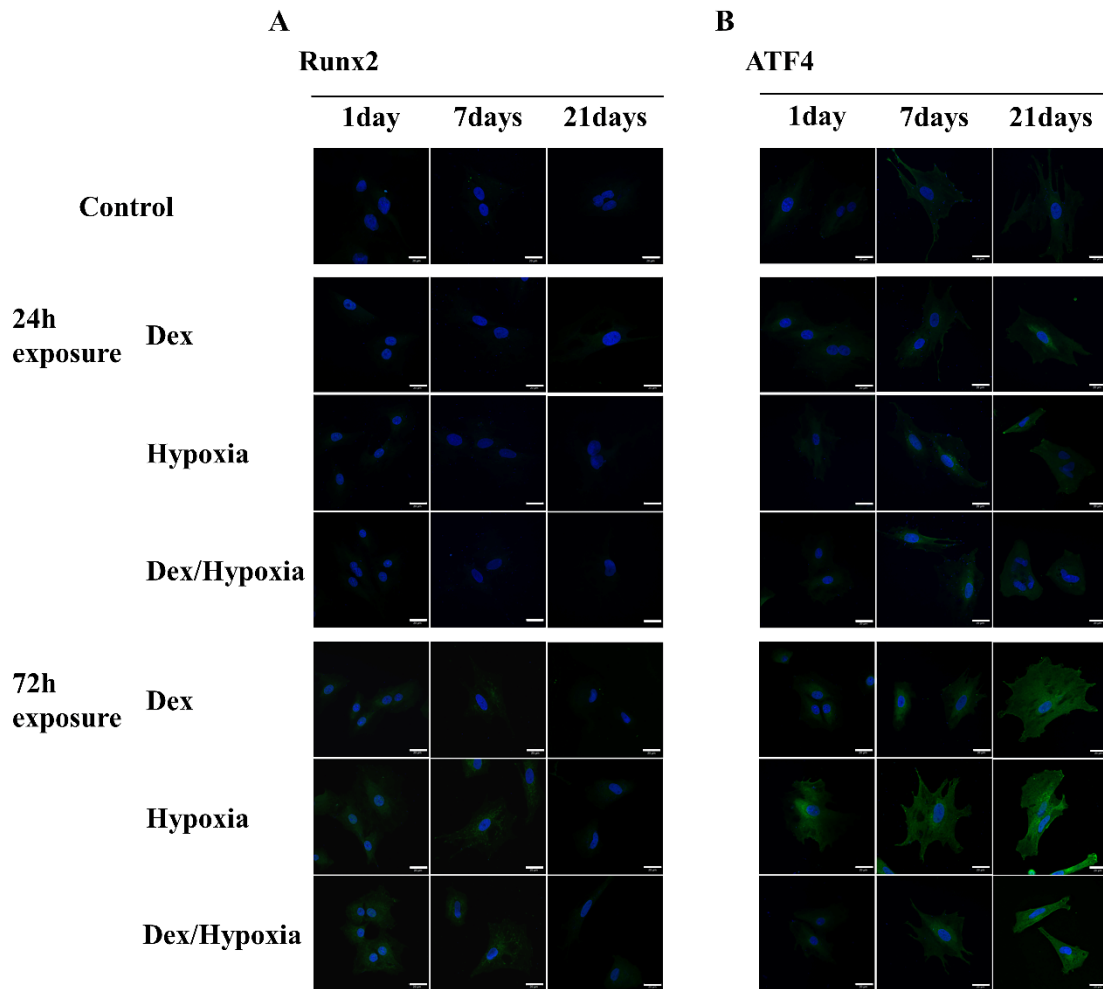 A
B
Runx2
ATF4
1day 7days 21days
1day 7days 21days
Control
24h
exposure
Dex
Hypoxia
Dex/Hypoxia
72h
exposure
Dex
Hypoxia
Dex/Hypoxia